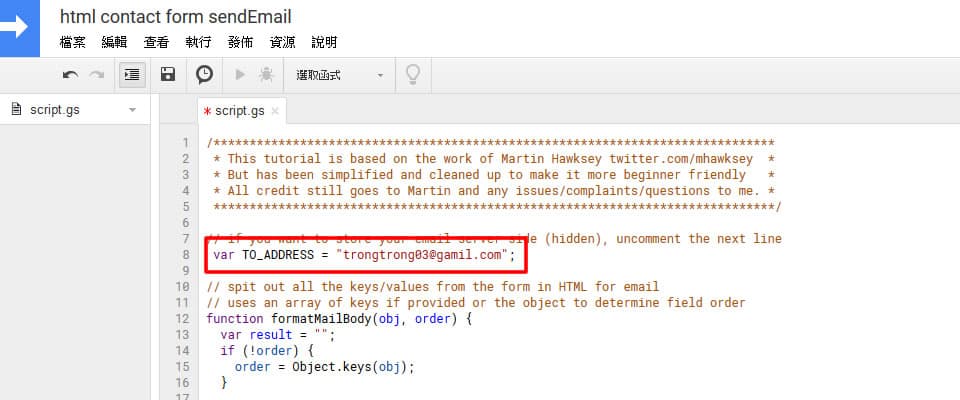 html contact form sendEmail
檔案 編輯 查看 執行 發佈 資源 說明
選取函式
script.gs
* script.gs ×
1 /******************************************************************************
2 * This tutorial is based on the work of Martin Hawksey twitter.com/mhawksey *
3 * But has been simplified and cleaned up to make it more beginner friendly *
4 * All credit still goes to Martin and any issues/complaints/questions to me. *
5 ******************************************************************************/
6
7 // if you want to store your email server-side (hidden), uncomment the next line
8 var TO_ADDRESS = "trongtrong03@gamil.com";
9
10 // spit out all the keys/values from the form in HTML for email
11 // uses an array of keys if provided or the object to determine field order
12 function formatMailBody(obj, order) {
13 var result = "";
14 if (!order) {
15 order = Object.keys(obj);
16 }
17